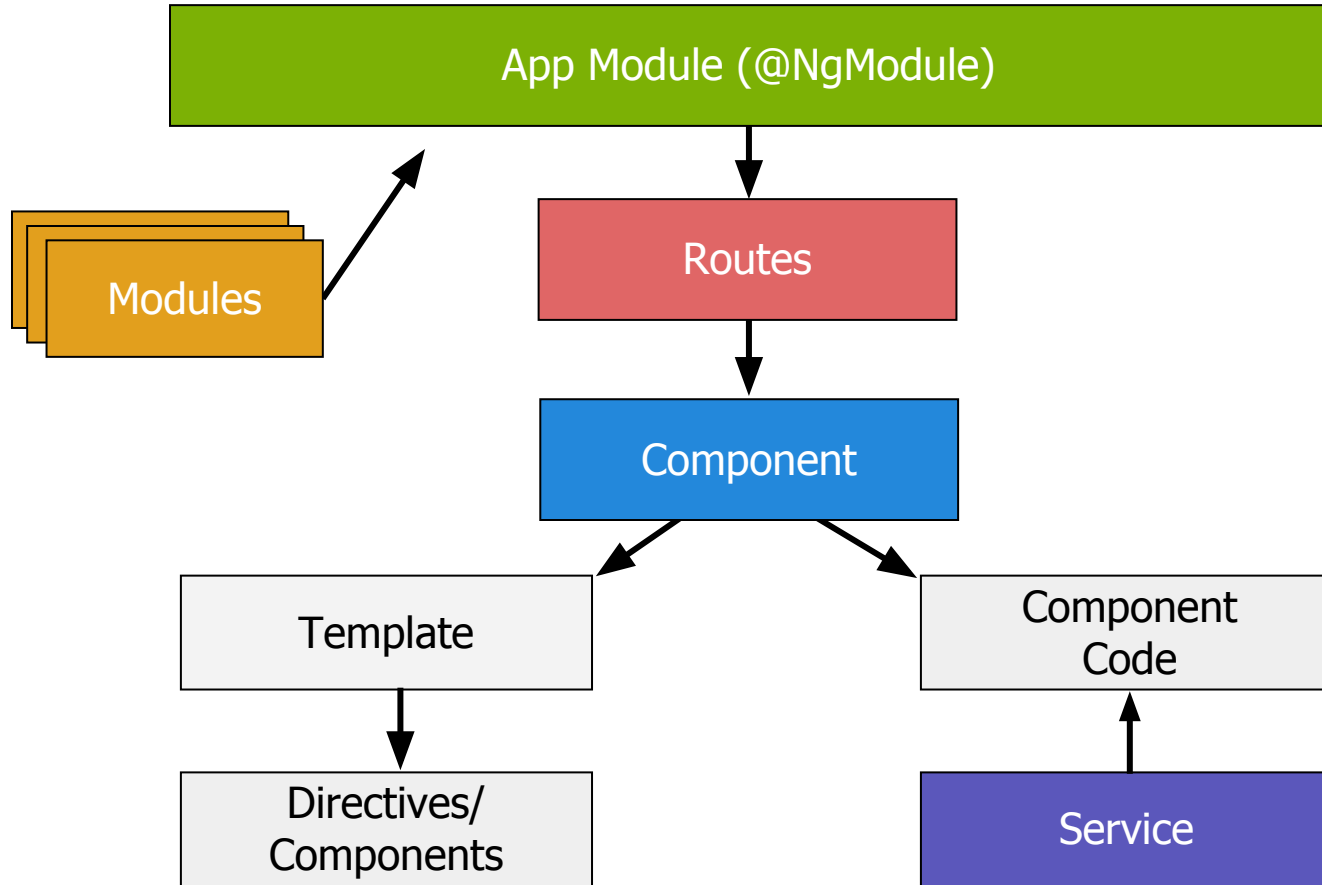 App Module (@NgModule)
Routes
Modules
Component
Template
Component
Code
Directives/
Components
Service